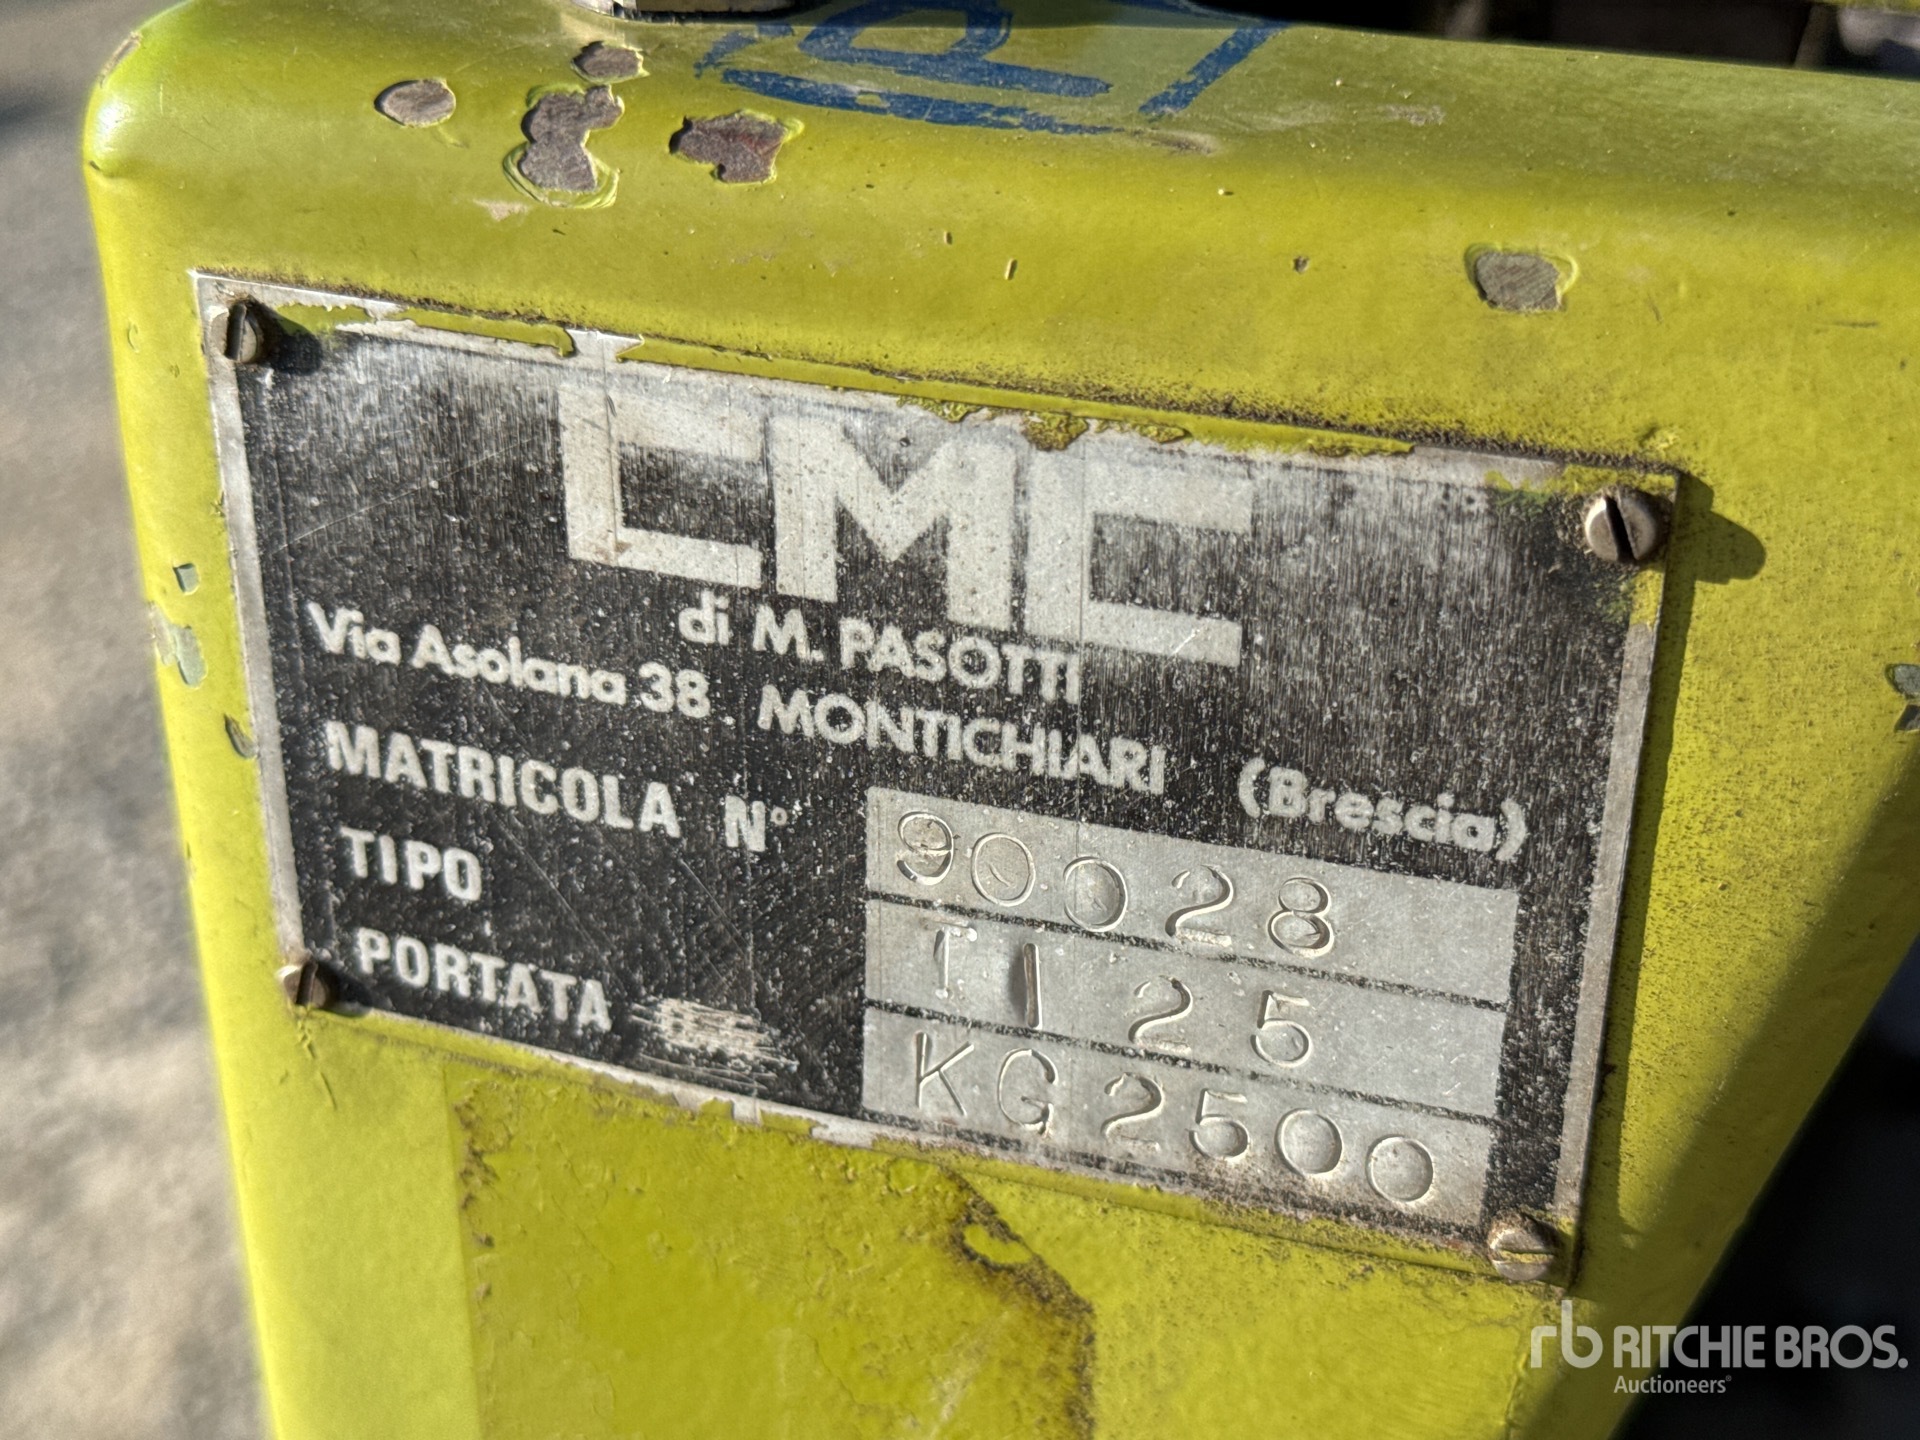 CMC
di M. PASOTTI
Via Asolana 38 MONTICHIARI (Brescia)
MATRICOLA N° 90028
TIPO TI 25
PORTATA KG 2500
rb RITCHIE BROS.
Auctioneers